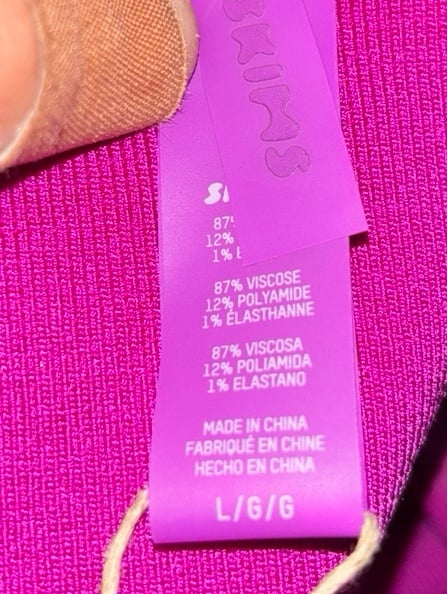 SKIMS
87%
12%
1%
87% VISCOSE
12% POLYAMIDE
1% ÉLASTHANNE
87% VISCOSA
12% POLIAMIDA
1% ELASTANO
MADE IN CHINA
FABRIQUÉ EN CHINE
HECHO EN CHINA
L/G/G